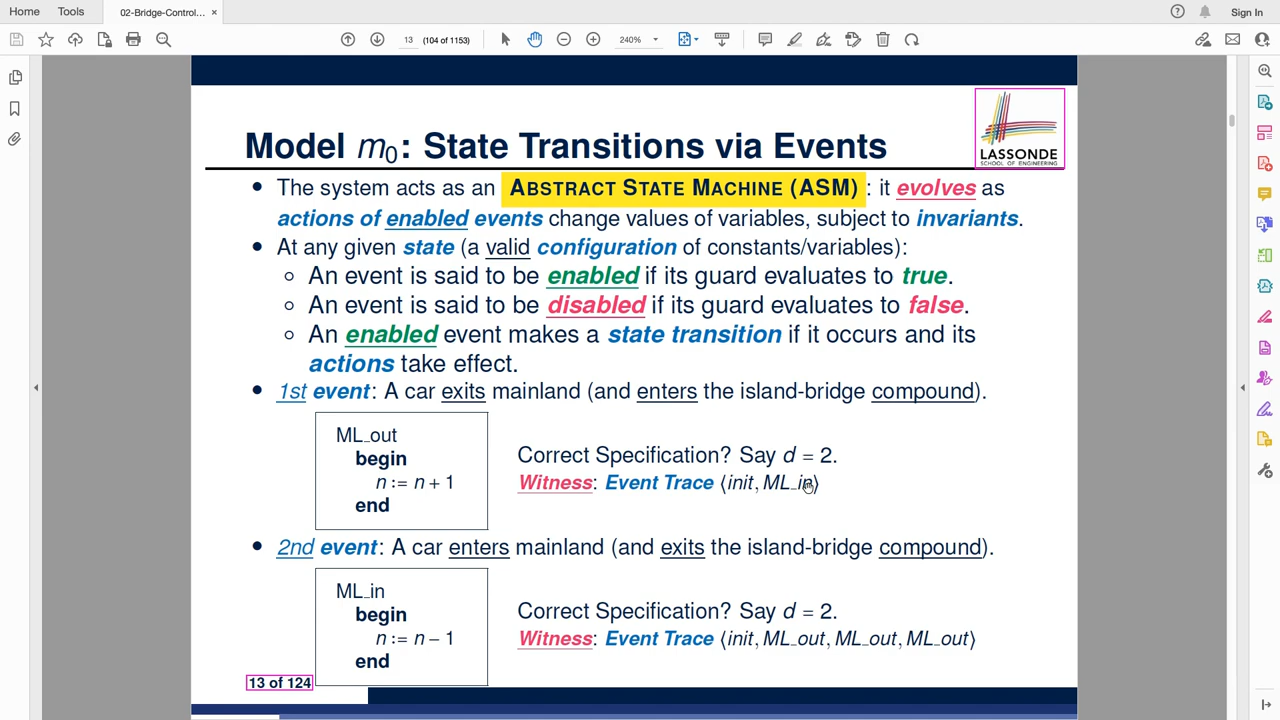 Home
Tools
02-Bridge-Control...
×
Sign In
13
(104 of 1153)
240%
LASSONDE
SCHOOL OF ENGINEERING
Model m0: State Transitions via Events
• The system acts as an ABSTRACT STATE MACHINE (ASM) : it evolves as
actions of enabled events change values of variables, subject to invariants.
• At any given state (a valid configuration of constants/variables):
○ An event is said to be enabled if its guard evaluates to true.
○ An event is said to be disabled if its guard evaluates to false.
○ An enabled event makes a state transition if it occurs and its
actions take effect.
• 1st event: A car exits mainland (and enters the island-bridge compound).
ML_out
begin
n := n + 1
end
Correct Specification? Say d = 2.
Witness: Event Trace ⟨init, ML_in⟩
• 2nd event: A car enters mainland (and exits the island-bridge compound).
ML_in
begin
n := n − 1
end
Correct Specification? Say d = 2.
Witness: Event Trace ⟨init, ML_out, ML_out, ML_out⟩
13 of 124